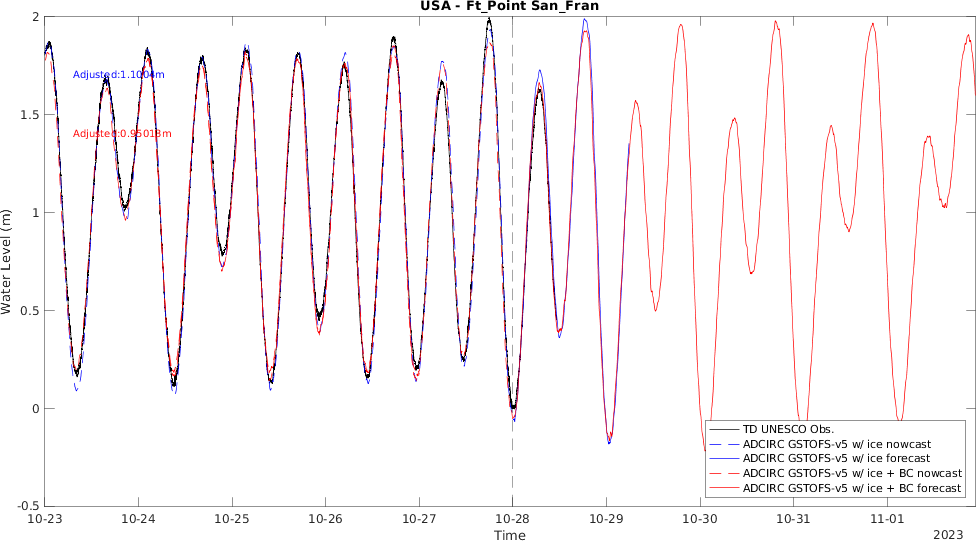 USA - Ft_Point San_Fran
2
1.5
1
0.5
0
-0.5
Water Level (m)
Adjusted:1.1004m
Adjusted:0.95013m
TD UNESCO Obs.
ADCIRC GSTOFS-v5 w/ ice nowcast
ADCIRC GSTOFS-v5 w/ ice forecast
ADCIRC GSTOFS-v5 w/ ice + BC nowcast
ADCIRC GSTOFS-v5 w/ ice + BC forecast
10-23 10-24 10-25 10-26 10-27 10-28 10-29 10-30 10-31 11-01
Time
2023